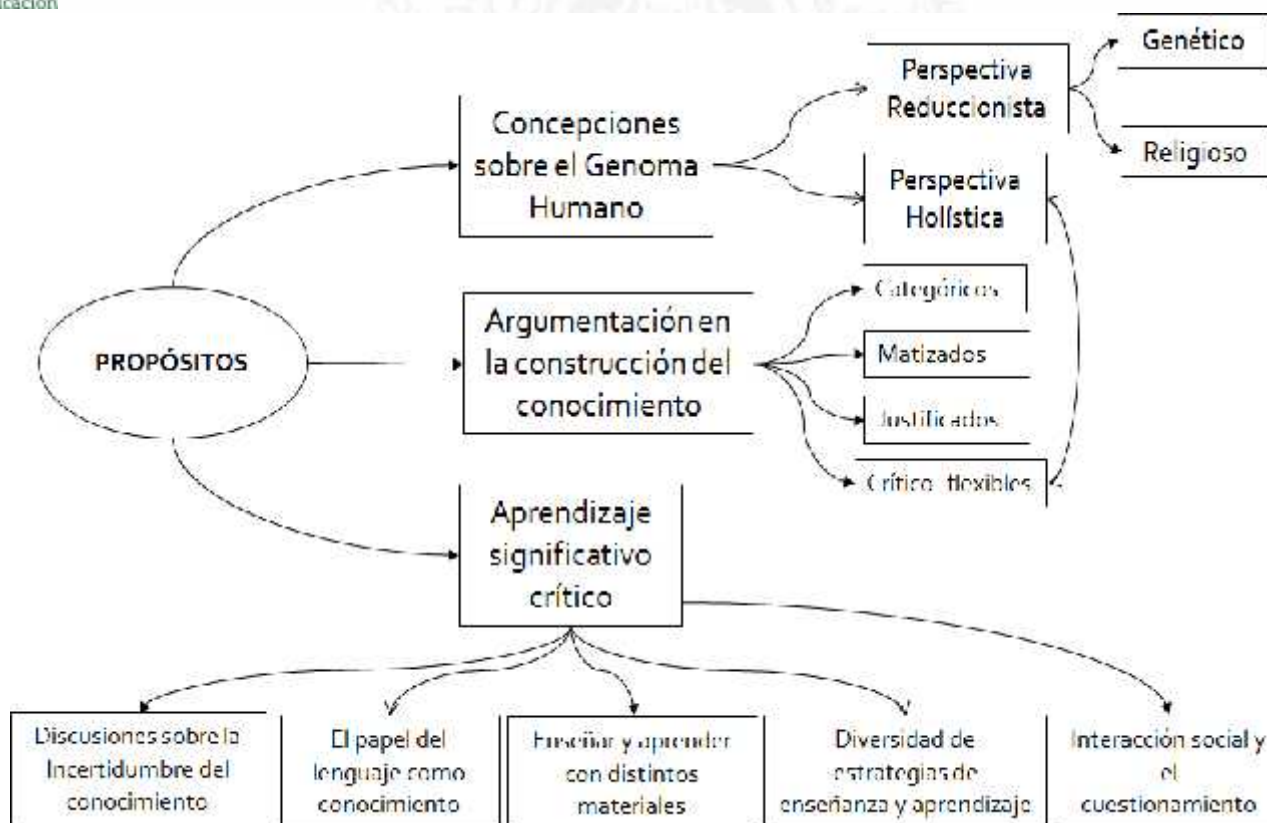 Genético
Perspectiva
Reduccionista
Religioso
Concepciones
sobre el Genoma
Humano
Perspectiva
Holística
PROPÓSITOS
Argumentación en
la construcción del
conocimiento
Categóricos
Matizados
Justificados
Crítico flexibles
Aprendizaje
significativo
crítico
Discusiones sobre la
Incertidumbre del
conocimiento
El papel del
lenguaje como
conocimiento
Enseñar y aprender
con distintos
materiales
Diversidad de
estrategias de
enseñanza y aprendizaje
Interacción social y
el
cuestionamiento